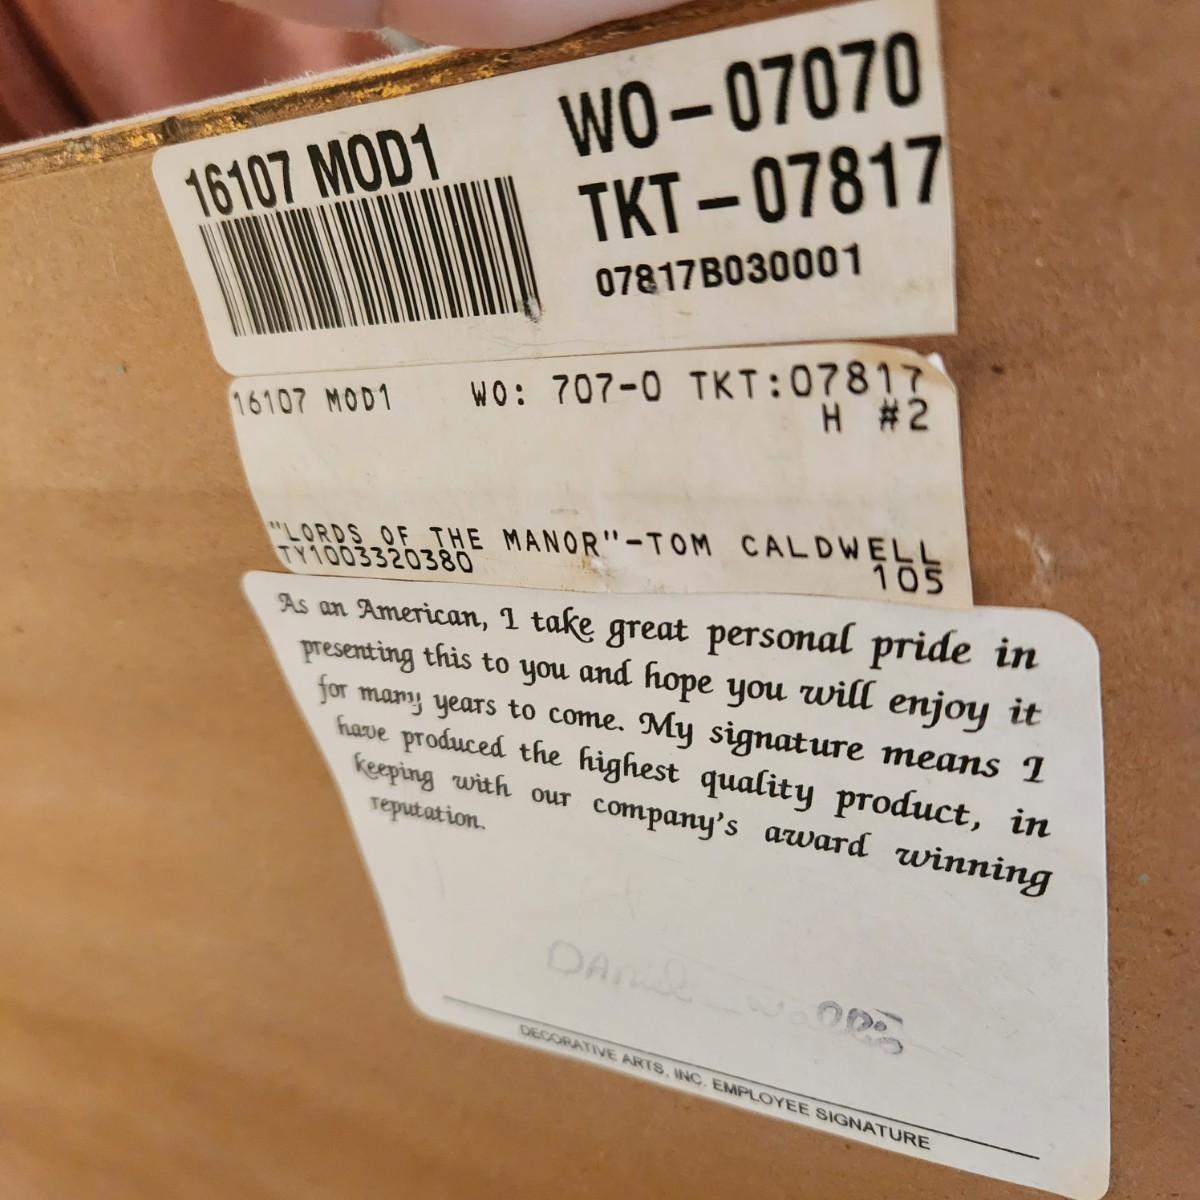 16107 MOD1
WO-07070
TKT-07817
07817B030001
16107 MOD1 WO: 707-0 TKT:07817
H #2
"LORDS OF THE MANOR"-TOM CALDWELL
TY1003320380 105
As an American, I take great personal pride in
presenting this to you and hope you will enjoy it
for many years to come. My signature means I
have produced the highest quality product, in
keeping with our company's award winning
reputation.
DECORATIVE ARTS, INC. EMPLOYEE SIGNATURE